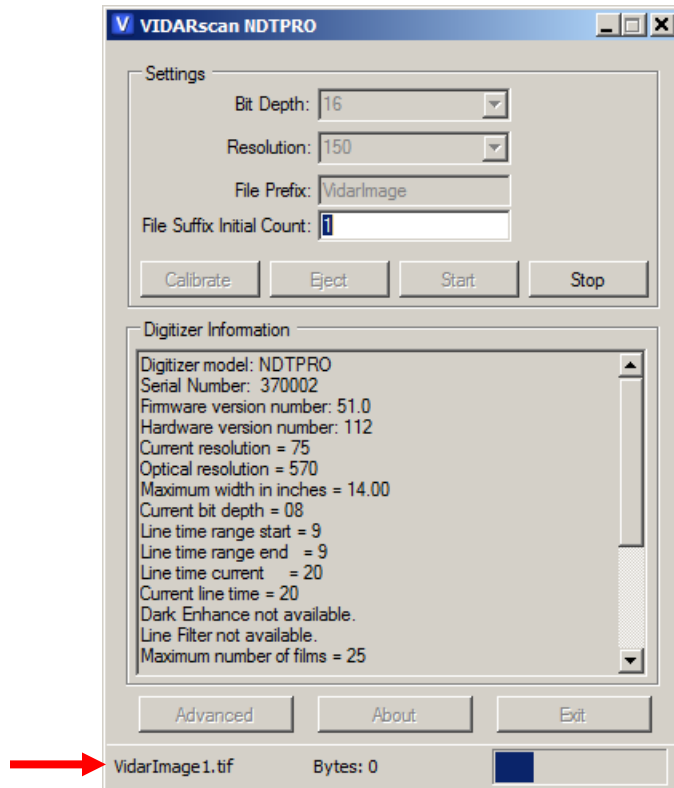 VIDARscan NDTPRO
Settings
Bit Depth: 16
Resolution: 150
File Prefix: VidarImage
File Suffix Initial Count: 1
Calibrate Eject Start Stop
Digitizer Information
Digitizer model: NDTPRO
Serial Number: 370002
Firmware version number: 51.0
Hardware version number: 112
Current resolution = 75
Optical resolution = 570
Maximum width in inches = 14.00
Current bit depth = 08
Line time range start = 9
Line time range end = 9
Line time current = 20
Current line time = 20
Dark Enhance not available.
Line Filter not available.
Maximum number of films = 25
Advanced About Exit
VidarImage1.tif Bytes: 0